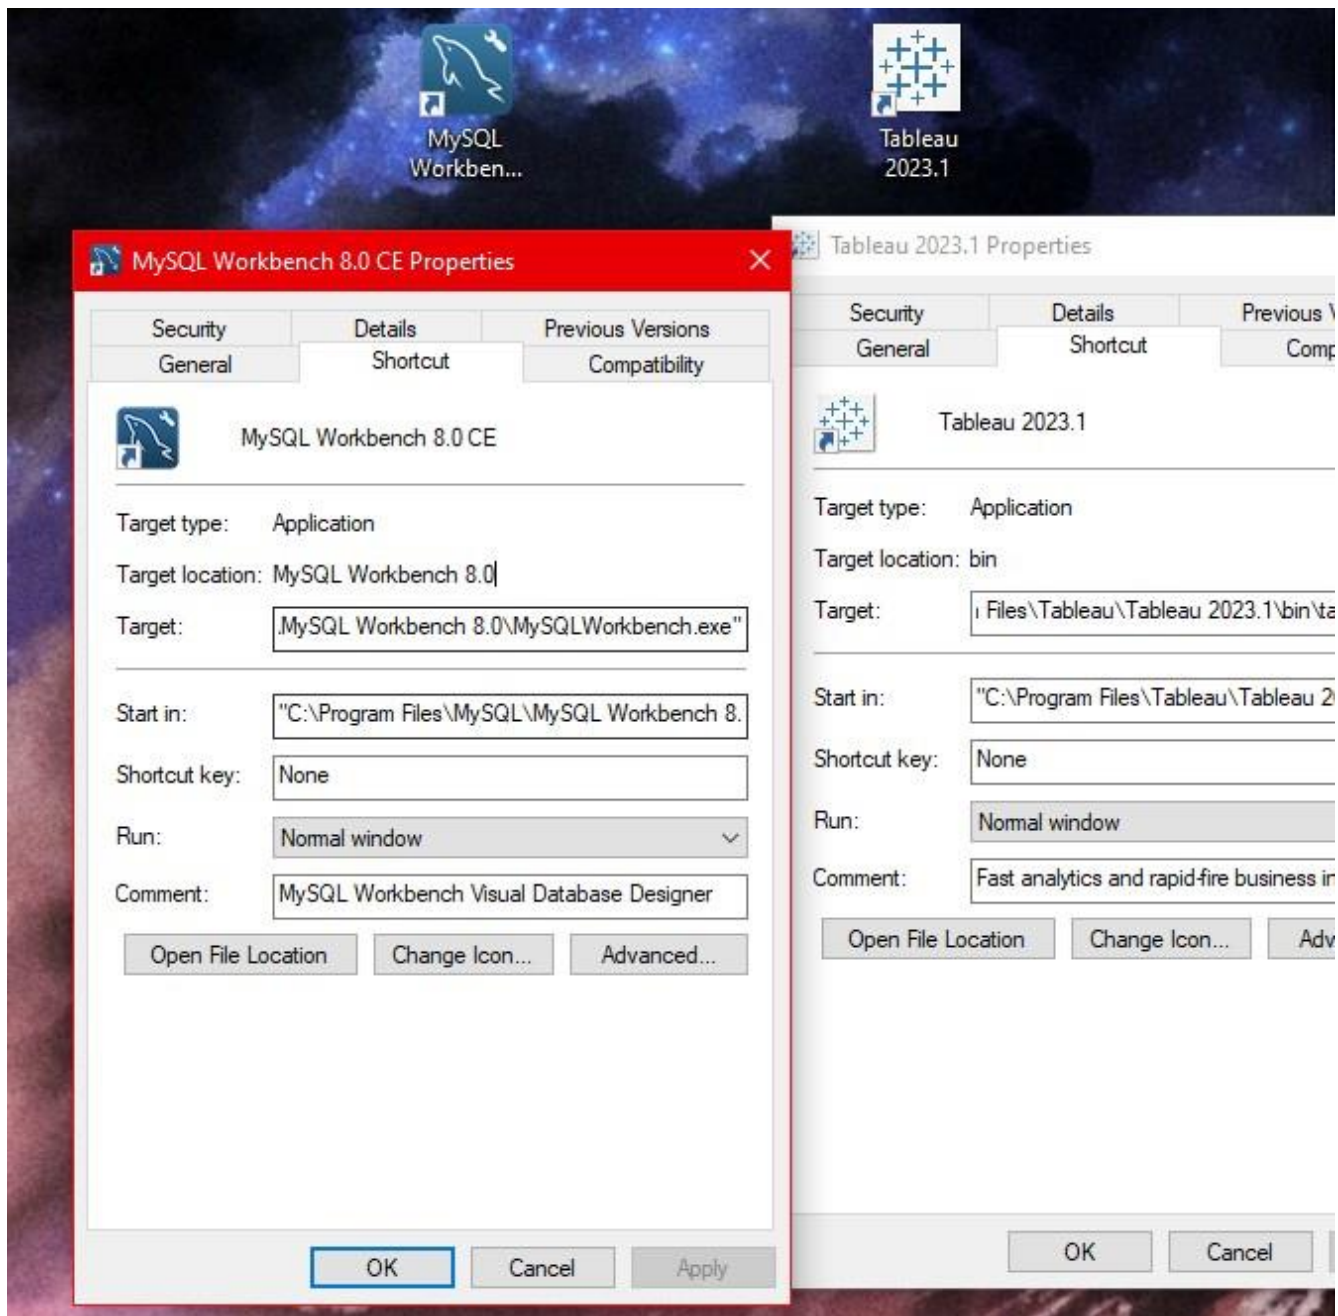 MySQL
Workben...
Tableau
2023.1
MySQL Workbench 8.0 CE Properties
Security Details Previous Versions
General Shortcut Compatibility
MySQL Workbench 8.0 CE
Target type: Application
Target location: MySQL Workbench 8.0
Target: .MySQL Workbench 8.0\MySQLWorkbench.exe"
Start in: "C:\Program Files\MySQL\MySQL Workbench 8.
Shortcut key: None
Run: Normal window
Comment: MySQL Workbench Visual Database Designer
Open File Location Change Icon... Advanced...
OK Cancel Apply
Tableau 2023.1 Properties
Security Details Previous
General Shortcut Comp
Tableau 2023.1
Target type: Application
Target location: bin
Target: Files\Tableau\Tableau 2023.1\bin\ta
Start in: "C:\Program Files\Tableau\Tableau 20
Shortcut key: None
Run: Normal window
Comment: Fast analytics and rapid-fire business in
Open File Location Change Icon... Adv
OK Cancel